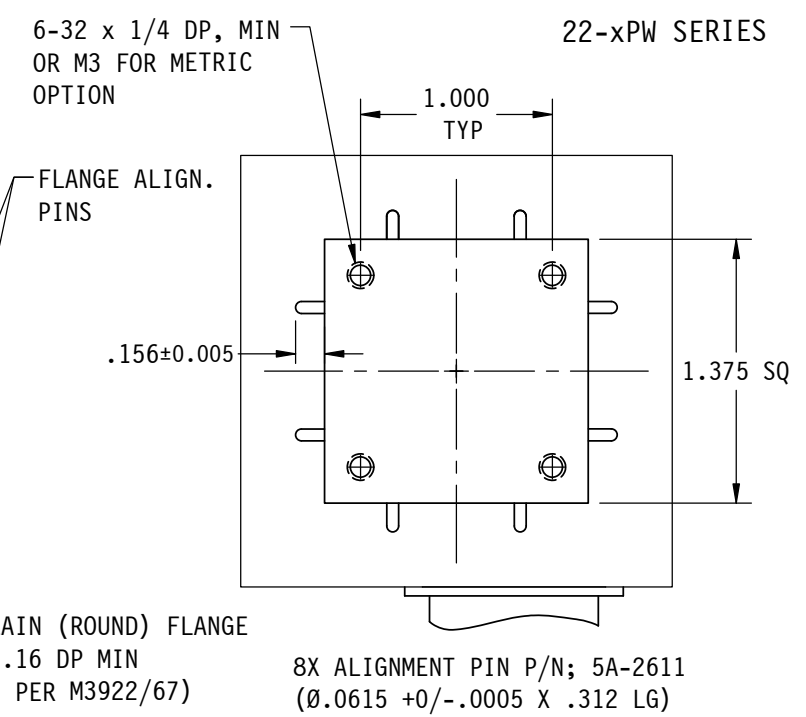 6-32 x 1/4 DP, MIN
OR M3 FOR METRIC
OPTION
22-xPW SERIES
1.000
TYP
FLANGE ALIGN.
PINS
.156±0.005
1.375 SQ
AIN (ROUND) FLANGE
.16 DP MIN
PER M3922/67)
8X ALIGNMENT PIN P/N; 5A-2611
(Ø.0615 +0/-.0005 X .312 LG)